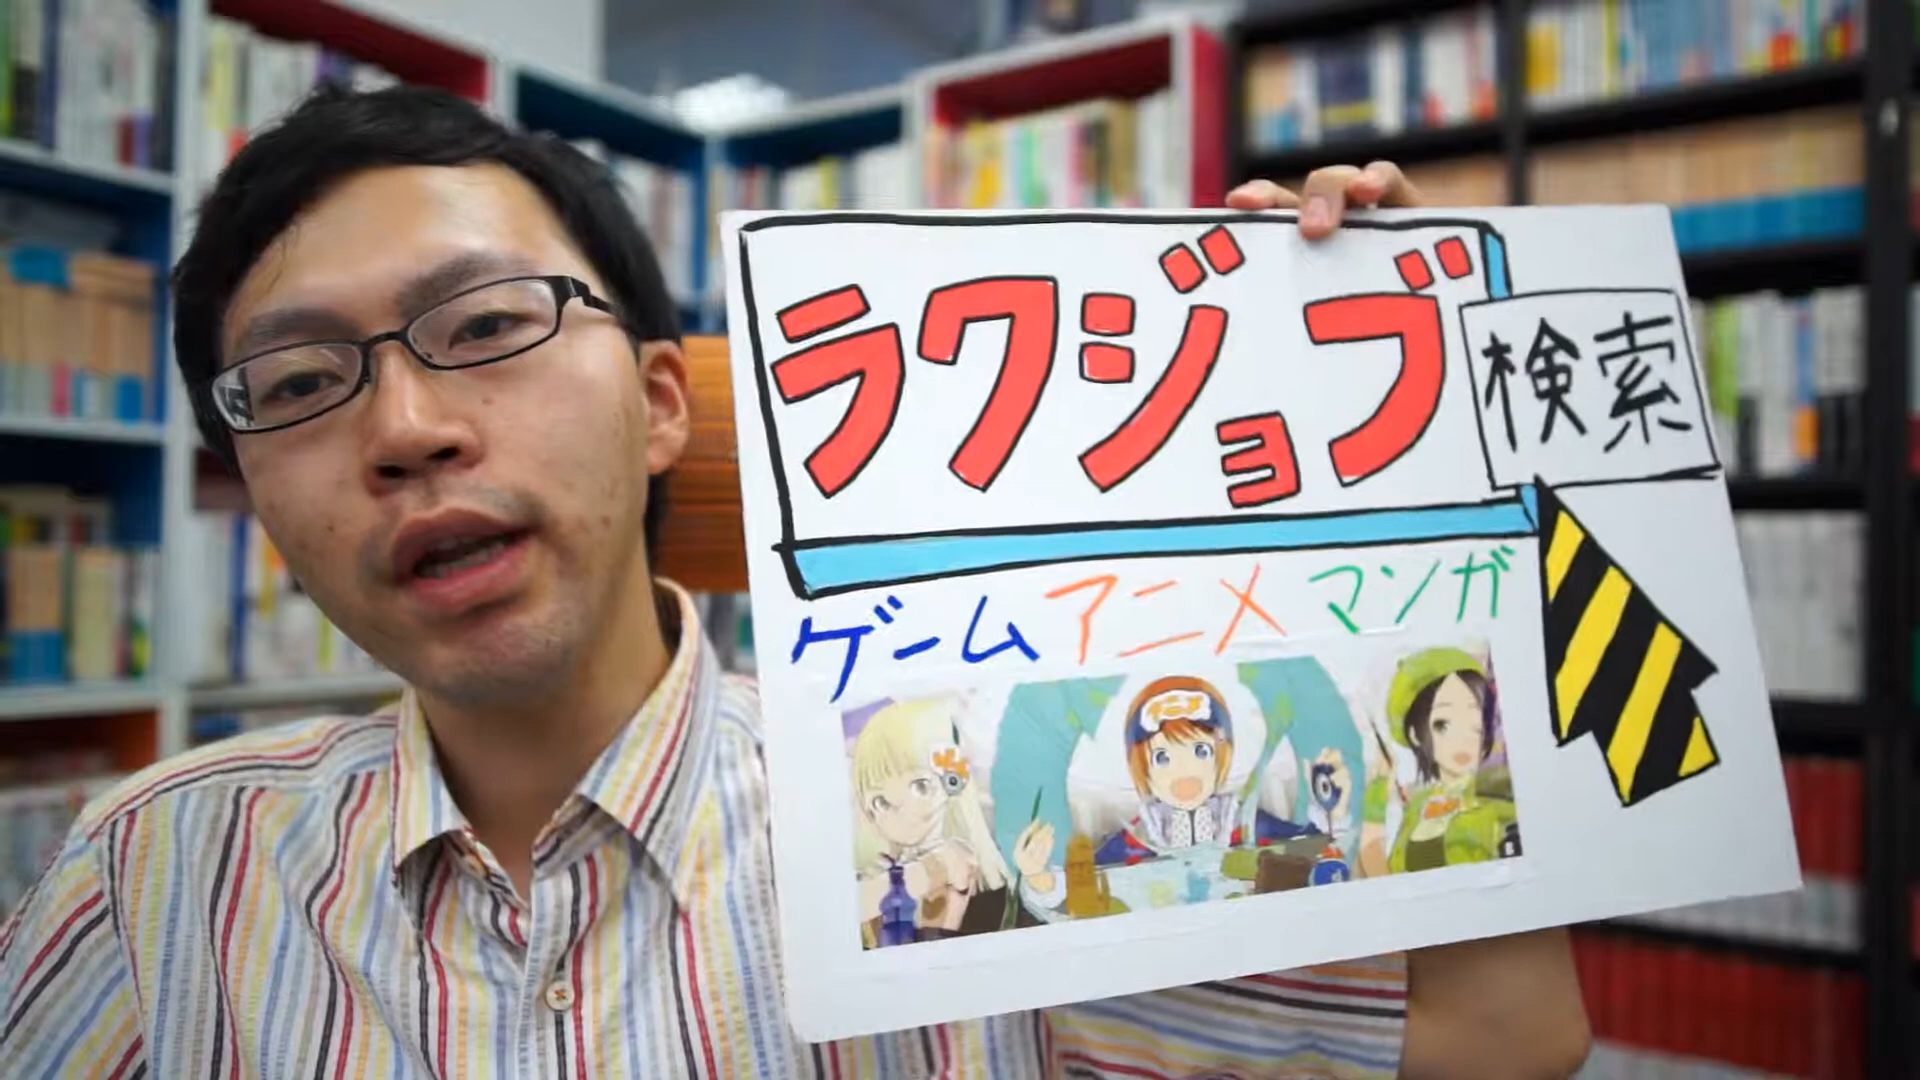 ラクジョブ
検索
ゲーム アニメ マンガ